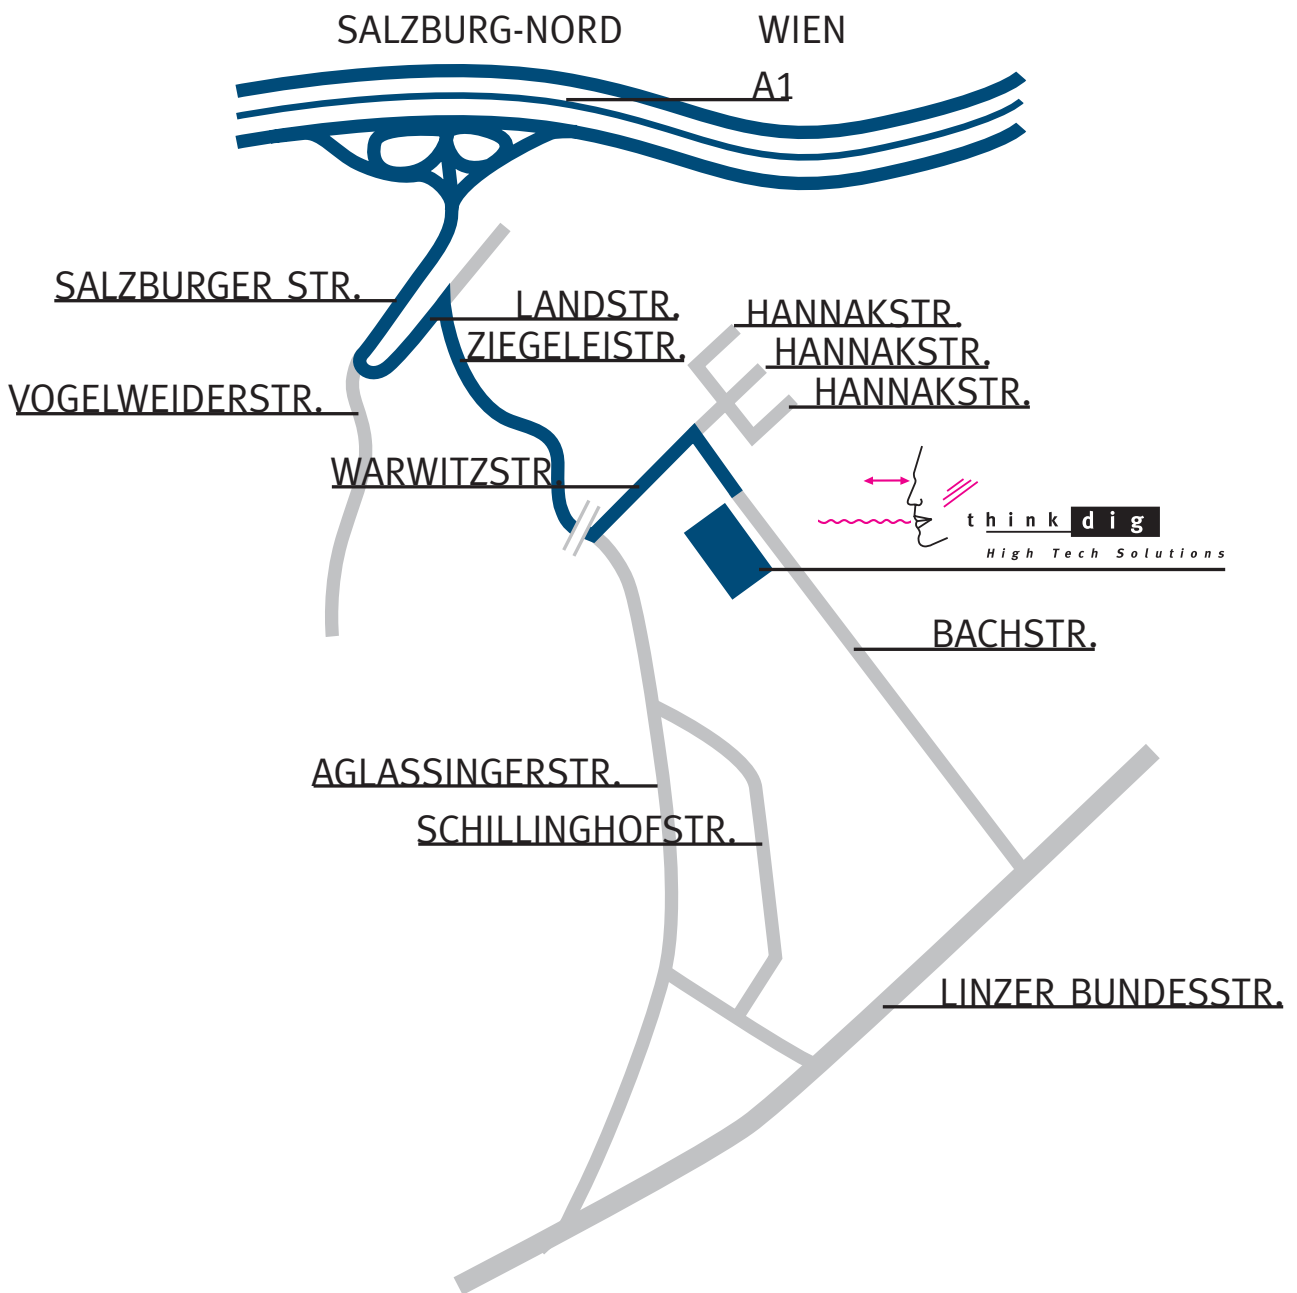 SALZBURG-NORD WIEN
A1
SALZBURGER STR.
LANDSTR.
HANNAKSTR.
ZIEGELEISTR.
HANNAKSTR.
VOGELWEIDERSTR.
HANNAKSTR.
WARWITZSTR.
think dig
High Tech Solutions
BACHSTR.
AGLASSINGERSTR.
SCHILLINGHOFSTR.
LINZER BUNDESSTR.